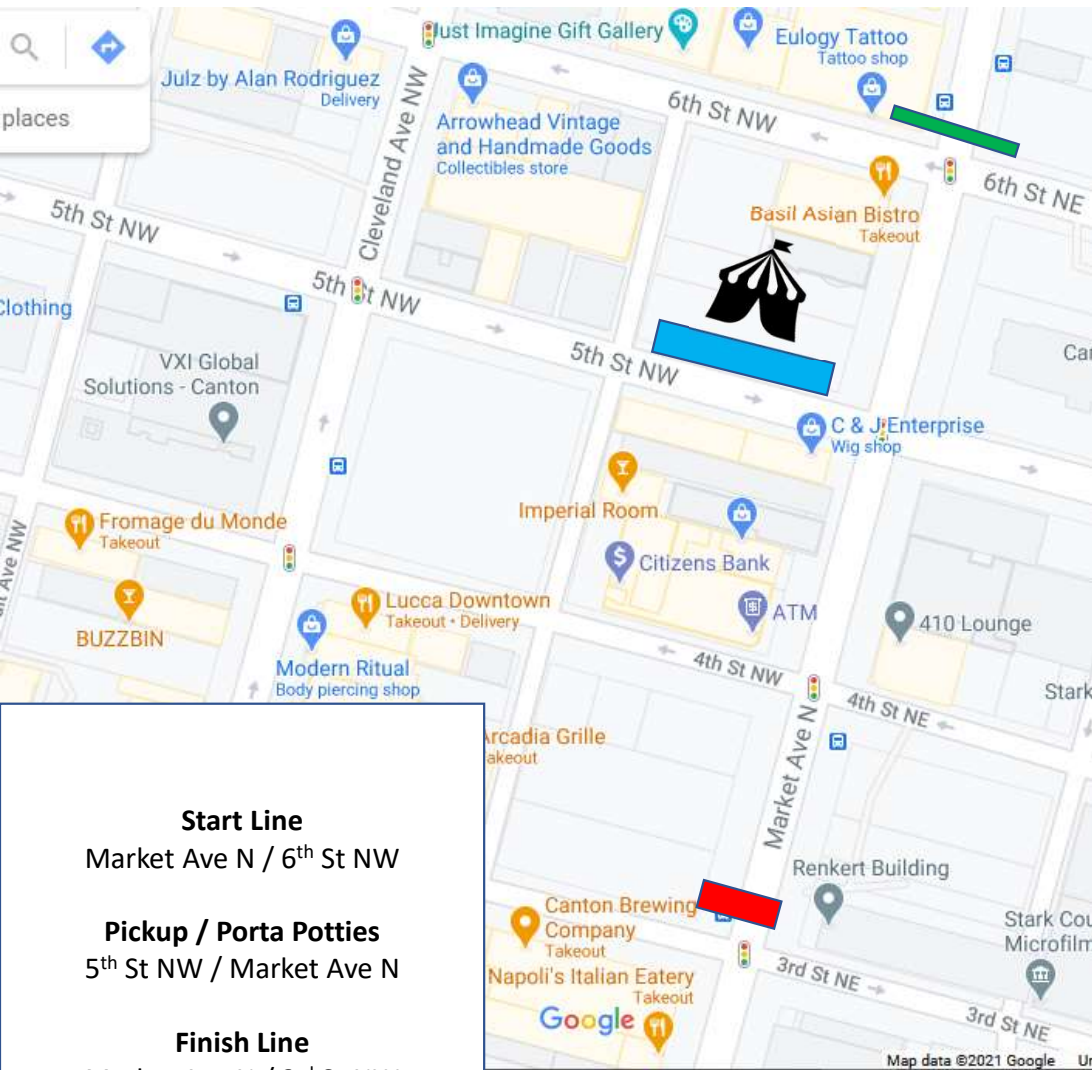 Just Imagine Gift Gallery
Eulogy Tattoo
Tattoo shop
Julz by Alan Rodriguez
Delivery
places
Cleveland Ave NW
Arrowhead Vintage
and Handmade Goods
Collectibles store
6th St NW
6th St NE
Basil Asian Bistro
Takeout
5th St NW
5th St NW
5th St NW
Clothing
VXI Global
Solutions - Canton
C & J Enterprise
Wig shop
Imperial Room
Fromage du Monde
Takeout
Ave NW
Citizens Bank
Lucca Downtown
Takeout • Delivery
ATM
410 Lounge
BUZZBIN
Modern Ritual
Body piercing shop
4th St NW
4th St NE
Stark
Arcadia Grille
Takeout
Market Ave N
Renkert Building
Canton Brewing
Company
Takeout
Stark Cou
Microfilm
Napoli's Italian Eatery
Takeout
3rd St NE
3rd St NE
Google
Map data ©2021 Google
Start Line
Market Ave N / 6th St NW
Pickup / Porta Potties
5th St NW / Market Ave N
Finish Line